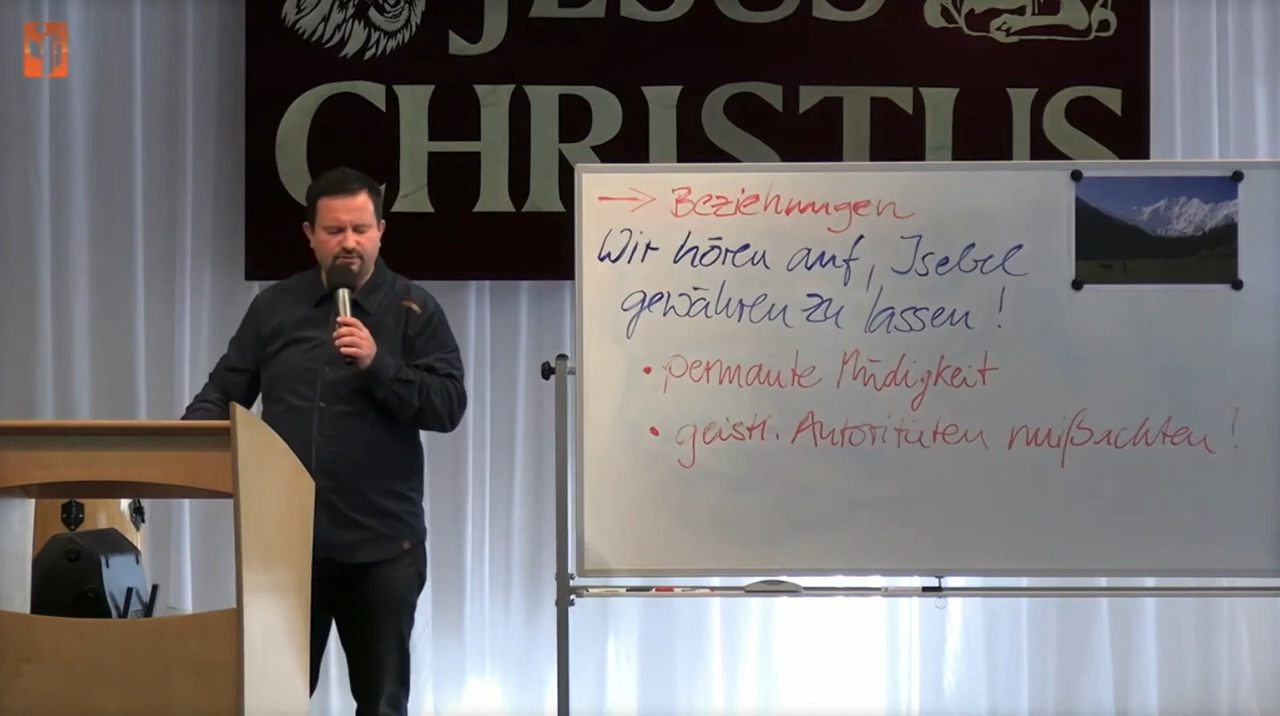 JESUS
CHRISTUS
→ Beziehungen
Wir hören auf, Isebel
gewähren zu lassen!
• permante Müdigkeit
• geistl. Autoritäten mißachten!